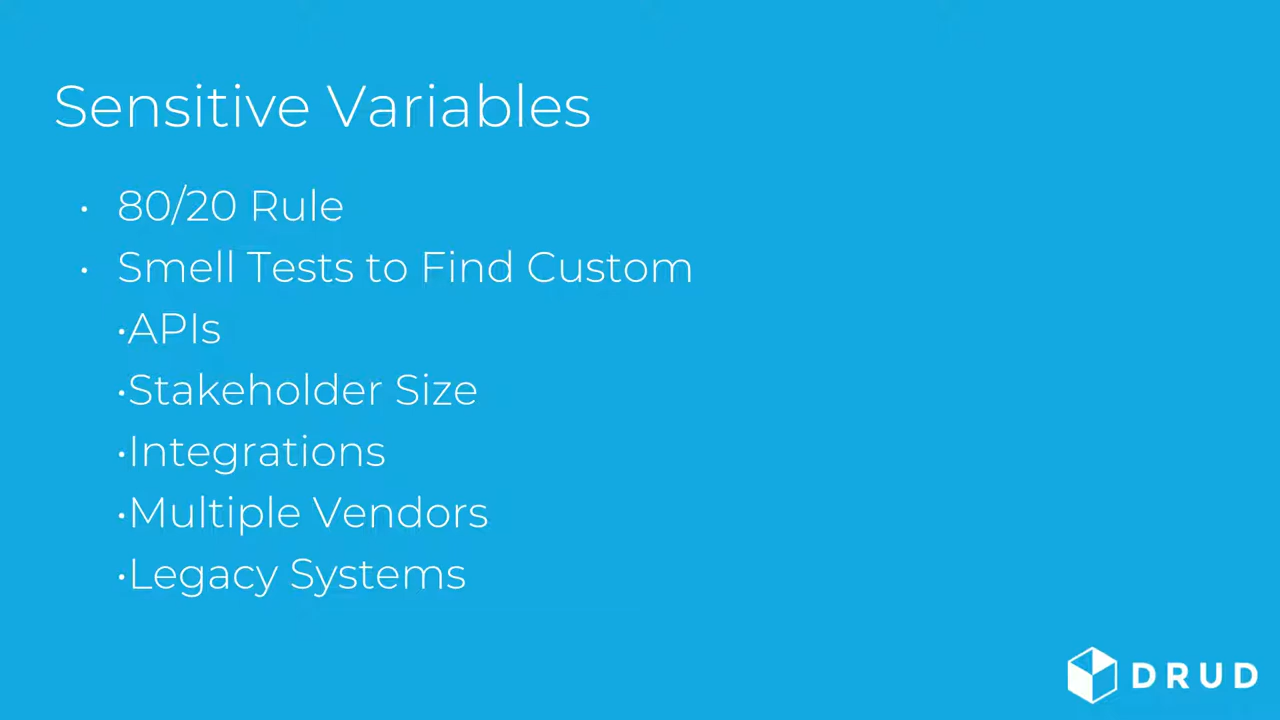 Sensitive Variables
• 80/20 Rule
• Smell Tests to Find Custom
•APIs
•Stakeholder Size
•Integrations
•Multiple Vendors
•Legacy Systems
DRUD